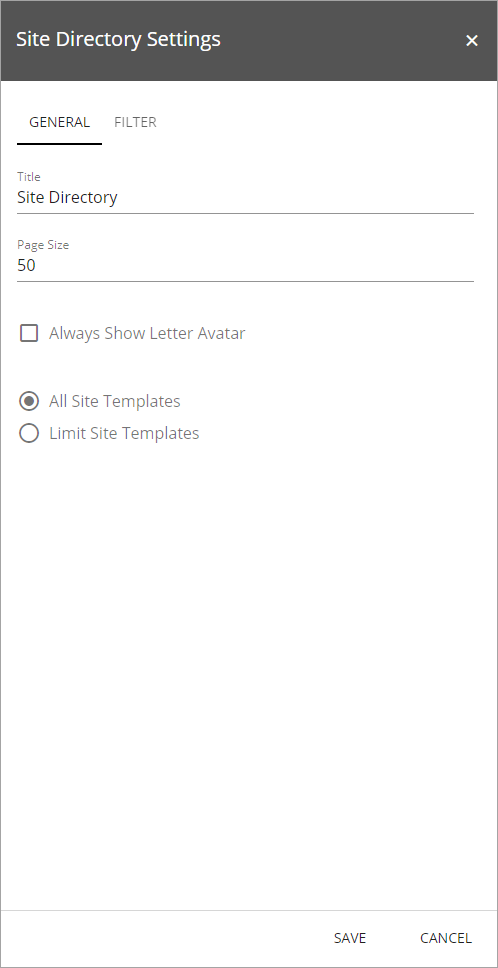 Site Directory Settings
GENERAL FILTER
Title
Site Directory
Page Size
50
Always Show Letter Avatar
All Site Templates
Limit Site Templates
SAVE CANCEL